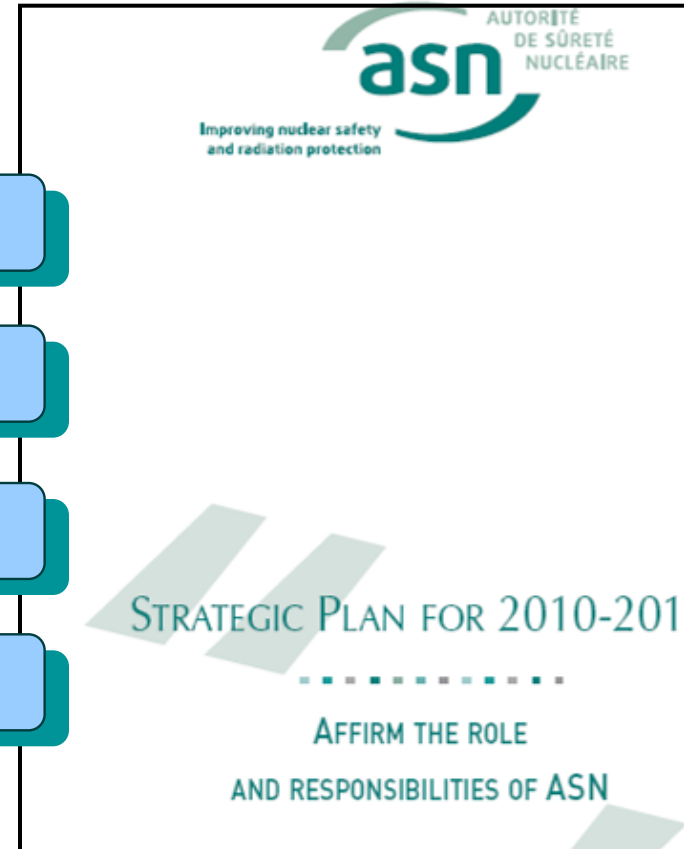 AUTORITÉ
DE SÛRETÉ
NUCLÉAIRE
asn
Improving nuclear safety
and radiation protection
STRATEGIC PLAN FOR 2010-201
AFFIRM THE ROLE
AND RESPONSIBILITIES OF ASN